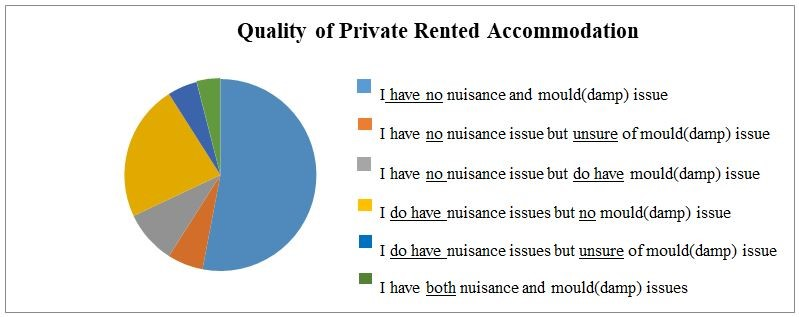 Quality of Private Rented Accommodation
I have no nuisance and mould(damp) issue
I have no nuisance issue but unsure of mould(damp) issue
I have no nuisance issue but do have mould(damp) issue
I do have nuisance issues but no mould(damp) issue
I do have nuisance issues but unsure of mould(damp) issue
I have both nuisance and mould(damp) issues